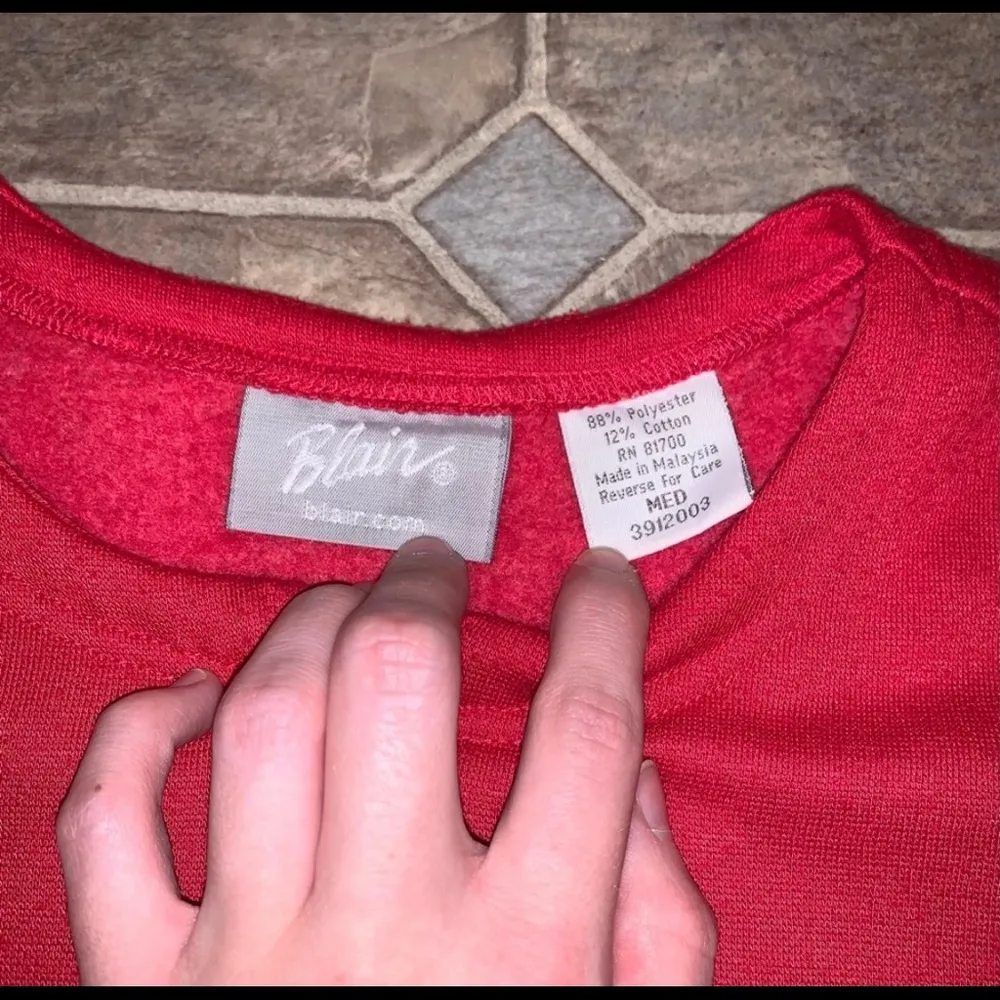 Blair®
blair.com
88% Polyester
12% Cotton
RN 81700
Made in Malaysia
Reverse For Care
MED
3912003